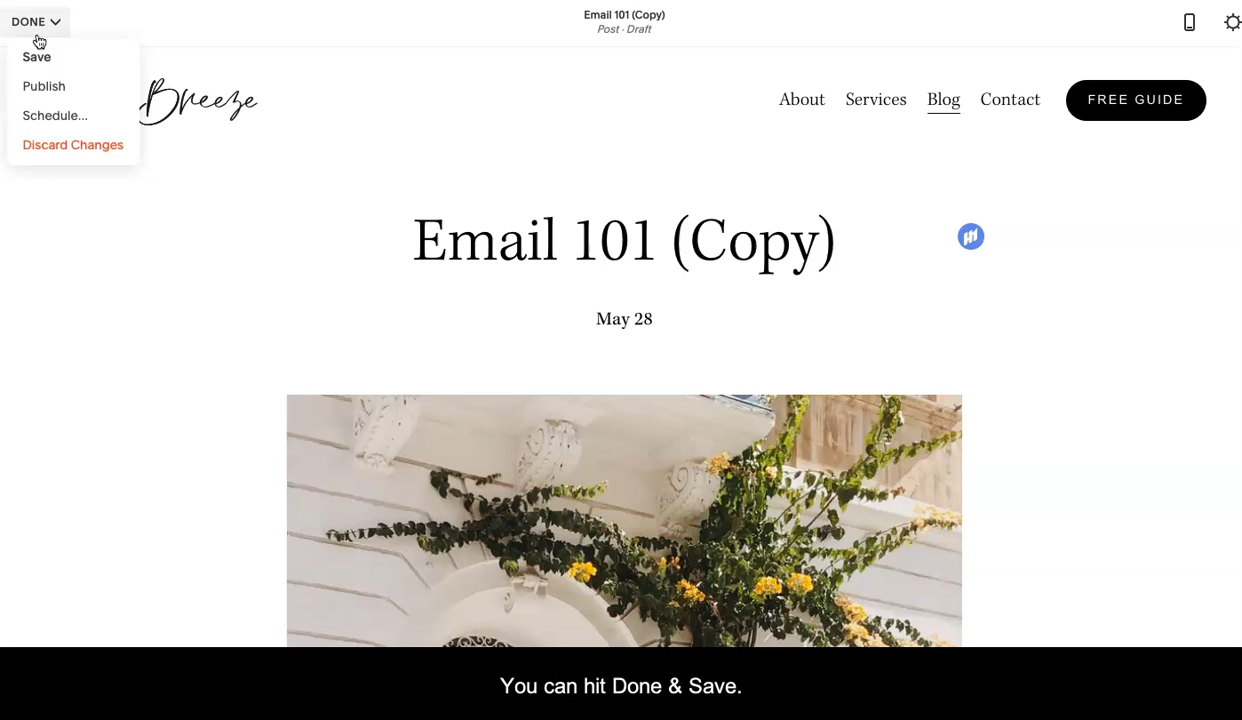 DONE
Email 101 (Copy)
Post · Draft
Save
Publish
Schedule...
Discard Changes
Breeze
About Services Blog Contact FREE GUIDE
Email 101 (Copy)
May 28
You can hit Done & Save.